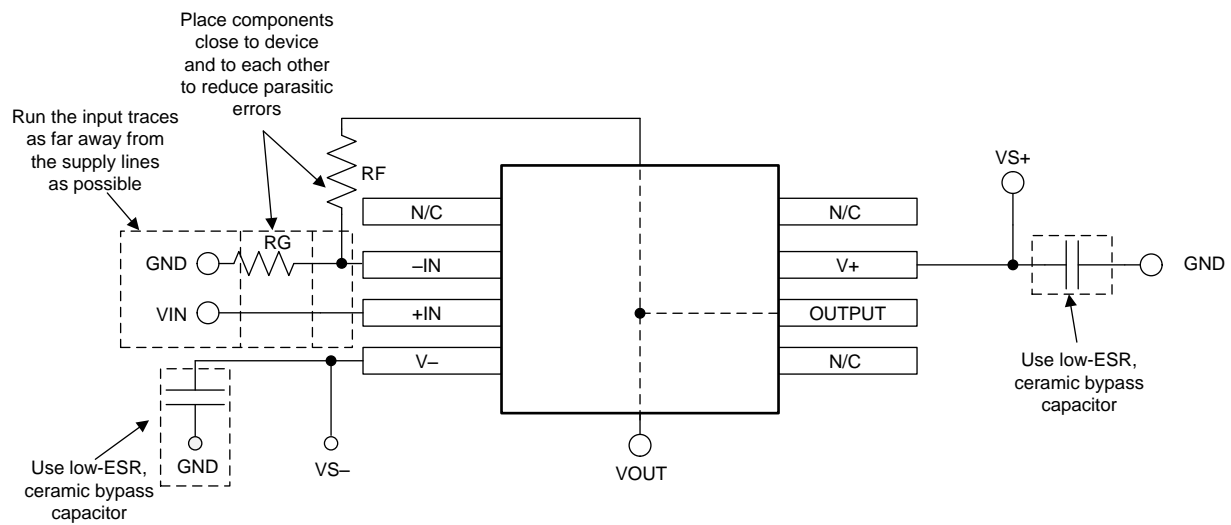 Place components
close to device
and to each other
to reduce parasitic
errors
Run the input traces
as far away from
the supply lines
as possible
RF
VS+
N/C
N/C
RG
GND
–IN
V+
GND
VIN
+IN
OUTPUT
V–
N/C
Use low-ESR,
ceramic bypass
capacitor
GND
VS–
VOUT
Use low-ESR,
ceramic bypass
capacitor